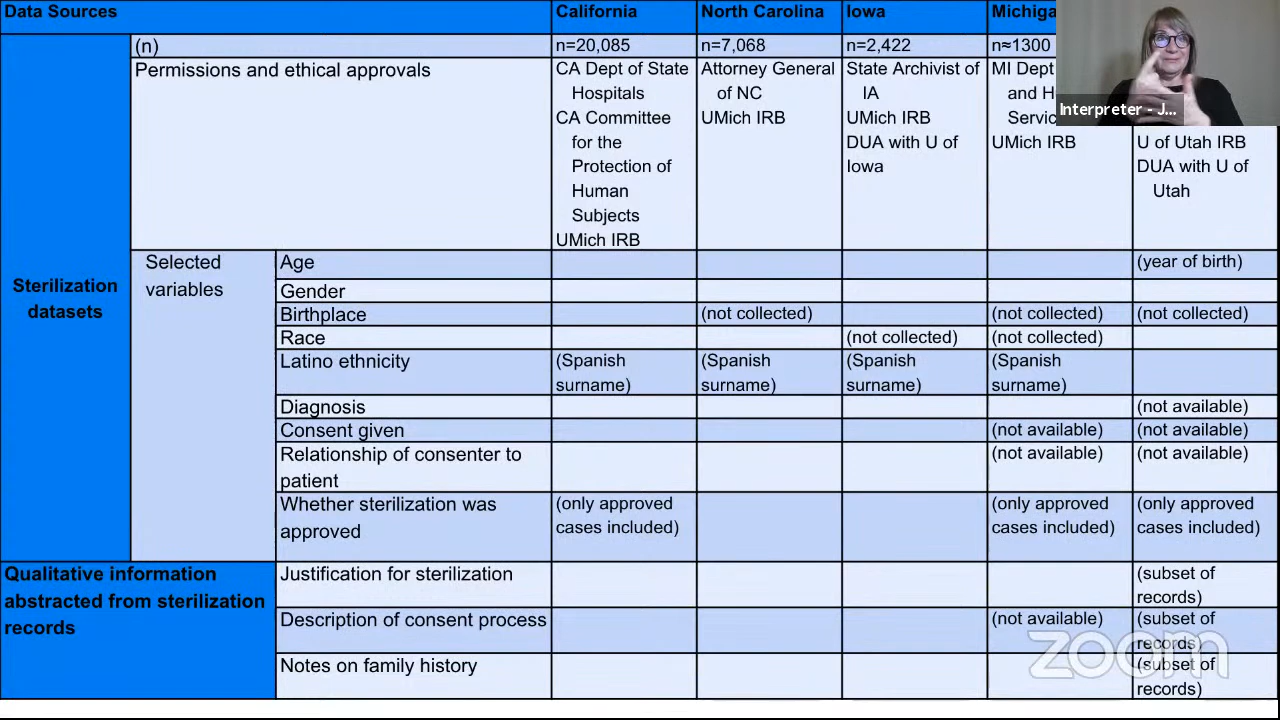 Data Sources California North Carolina Iowa Michiga
(n) n=20,085 n=7,068 n=2,422 n≈1300
Permissions and ethical approvals CA Dept of State Attorney General State Archivist of MI Dept
Hospitals of NC IA and H
CA Committee UMich IRB UMich IRB Servic
for the DUA with U of UMich IRB U of Utah IRB
Protection of Iowa DUA with U of
Human Utah
Subjects
UMich IRB
Interpreter - J...
Sterilization
datasets
Selected
variables
Age (year of birth)
Gender
Birthplace (not collected) (not collected) (not collected)
Race (not collected) (not collected)
Latino ethnicity (Spanish (Spanish (Spanish (Spanish
surname) surname) surname) surname)
Diagnosis (not available)
Consent given (not available) (not available)
Relationship of consenter to (not available) (not available)
patient
Whether sterilization was (only approved (only approved (only approved
approved cases included) cases included) cases included)
Qualitative information
abstracted from sterilization
records
Justification for sterilization (subset of
records)
Description of consent process (not available) (subset of
records)
Notes on family history (subset of
records)
zoom